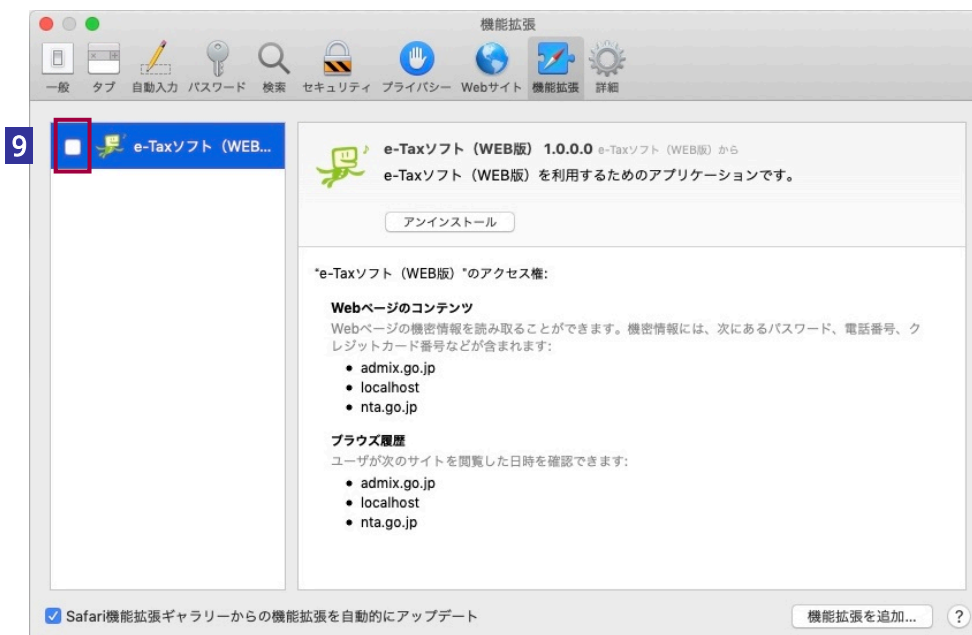 機能拡張
一般 タブ 自動入力 パスワード 検索 セキュリティ プライバシー Webサイト 機能拡張 詳細
9
e-Taxソフト（WEB...
e-Taxソフト（WEB版）1.0.0.0 e-Taxソフト（WEB版）から
e-Taxソフト（WEB版）を利用するためのアプリケーションです。
アンインストール
"e-Taxソフト（WEB版）"のアクセス権:
Webページのコンテンツ
Webページの機密情報を読み取ることができます。機密情報には、次にあるパスワード、電話番号、ク
レジットカード番号などが含まれます:
• admix.go.jp
• localhost
• nta.go.jp
ブラウズ履歴
ユーザが次のサイトを閲覧した日時を確認できます:
• admix.go.jp
• localhost
• nta.go.jp
Safari機能拡張ギャラリーからの機能拡張を自動的にアップデート
機能拡張を追加... ?